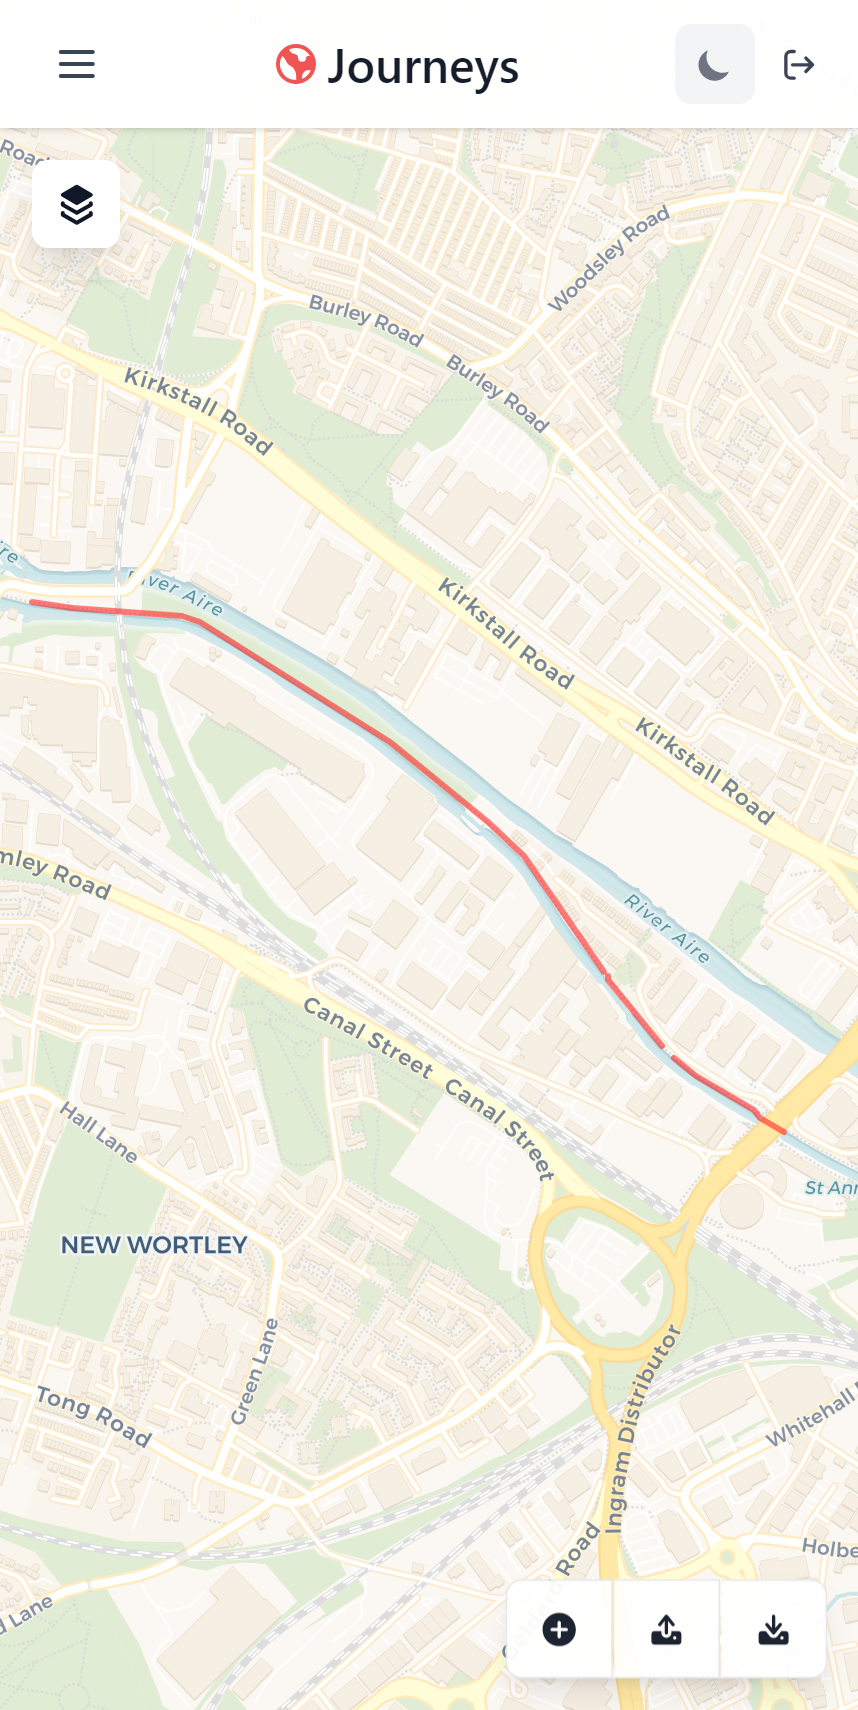 Journeys
Road
Woodsley Road
Burley Road
Burley Road
Kirkstall Road
River Aire
Kirkstall Road
Kirkstall Road
mley Road
River Aire
Canal Street
Canal Street
Hall Lane
St Ann
NEW WORTLEY
Green Lane
Ingram Distributor
Tong Road
Whitehall
Road
Holbe
d Lane